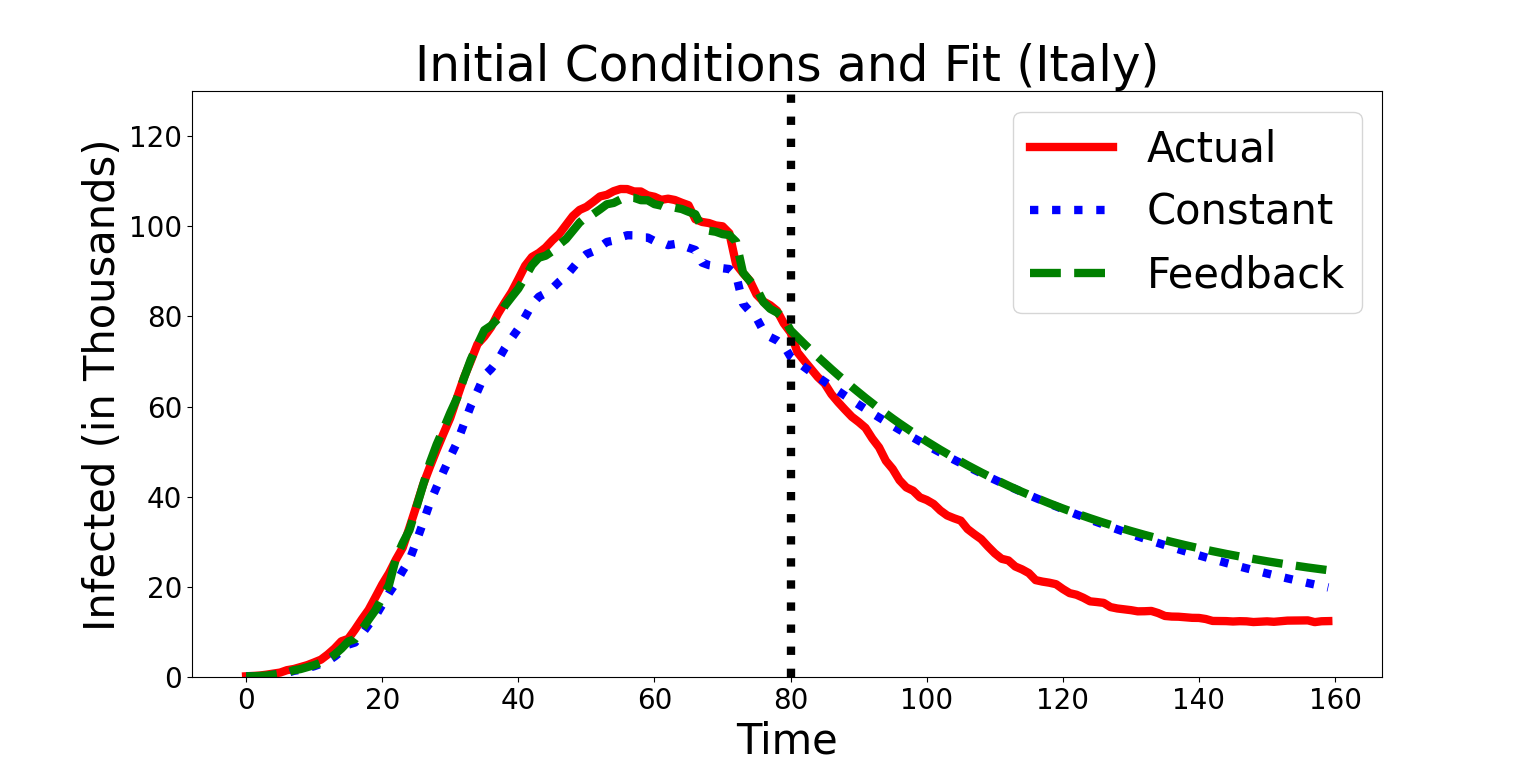 Initial Conditions and Fit (Italy)
Infected (in Thousands)
120
100
80
60
40
20
0
Actual
Constant
Feedback
0 20 40 60 80 100 120 140 160
Time